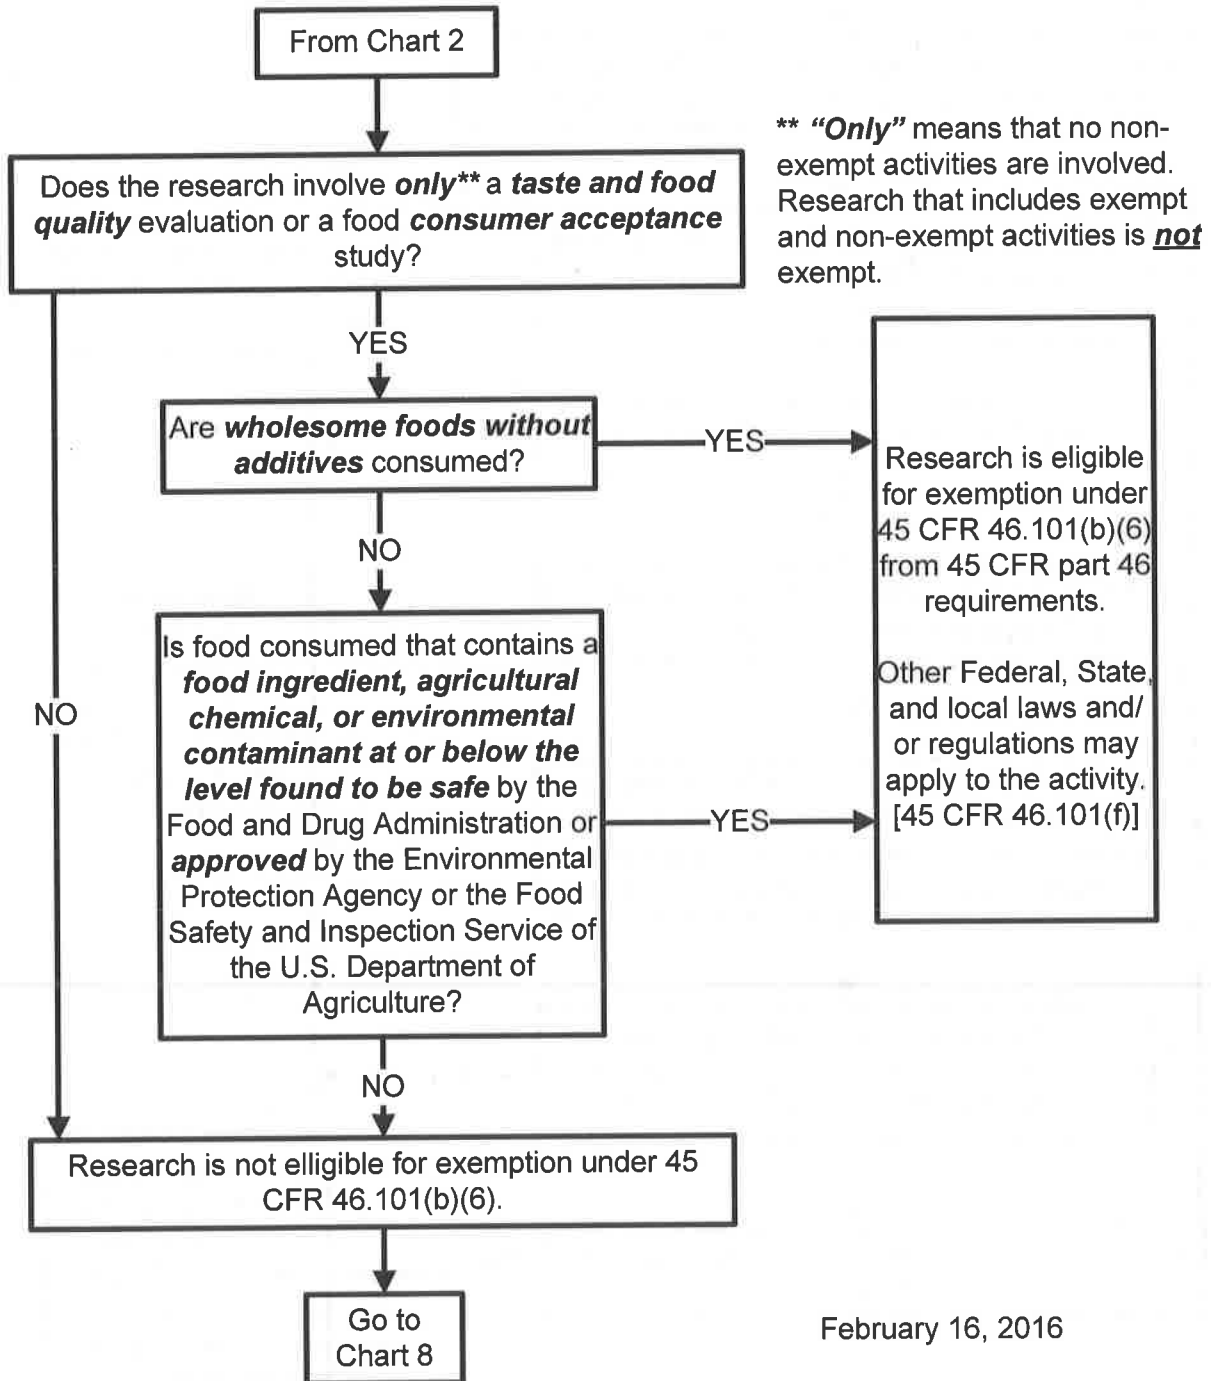 From Chart 2
Does the research involve only** a taste and food
quality evaluation or a food consumer acceptance
study?
** “Only” means that no non-
exempt activities are involved.
Research that includes exempt
and non-exempt activities is not
exempt.
YES
Are wholesome foods without
additives consumed?
YES
NO
Is food consumed that contains a
food ingredient, agricultural
chemical, or environmental
contaminant at or below the
level found to be safe by the
Food and Drug Administration or
approved by the Environmental
Protection Agency or the Food
Safety and Inspection Service of
the U.S. Department of
Agriculture?
YES
Research is eligible
for exemption under
45 CFR 46.101(b)(6)
from 45 CFR part 46
requirements.
Other Federal, State,
and local laws and/
or regulations may
apply to the activity.
[45 CFR 46.101(f)]
NO
NO
Research is not elligible for exemption under 45
CFR 46.101(b)(6).
Go to
Chart 8
February 16, 2016